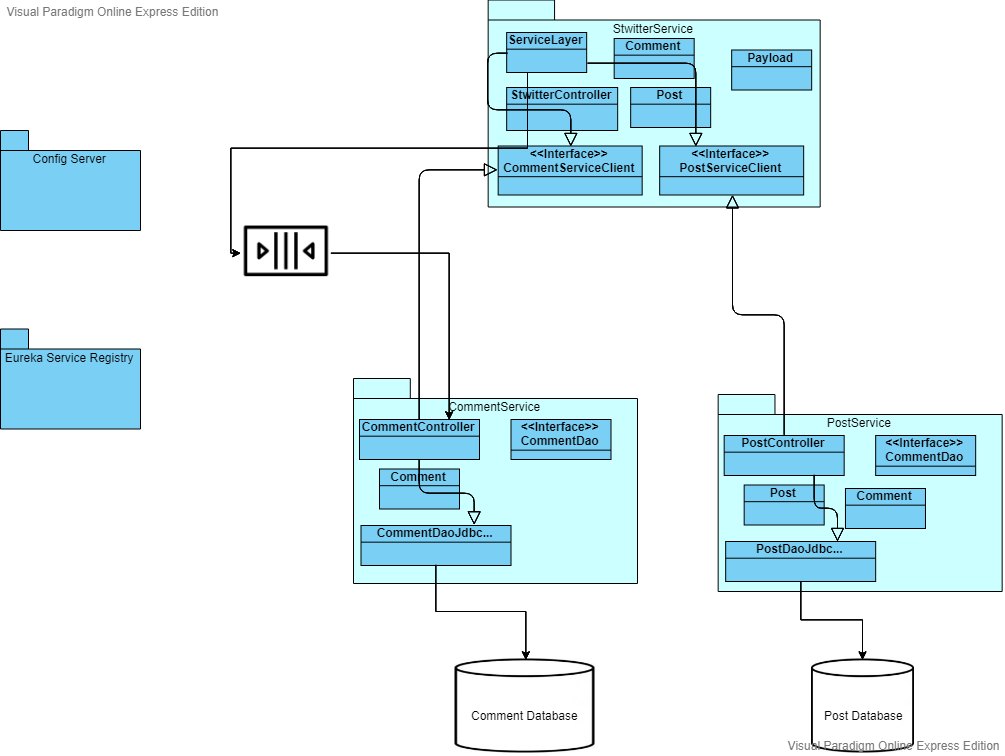 Visual Paradigm Online Express Edition
StwitterService
ServiceLayer
Comment
Payload
StwitterController
Post
<<Interface>>
CommentServiceClient
<<Interface>>
PostServiceClient
Config Server
Eureka Service Registry
CommentService
CommentController
<<Interface>>
CommentDao
Comment
CommentDaoJdbc...
PostService
PostController
<<Interface>>
CommentDao
Post
Comment
PostDaoJdbc...
Comment Database
Post Database
Visual Paradigm Online Express Edition